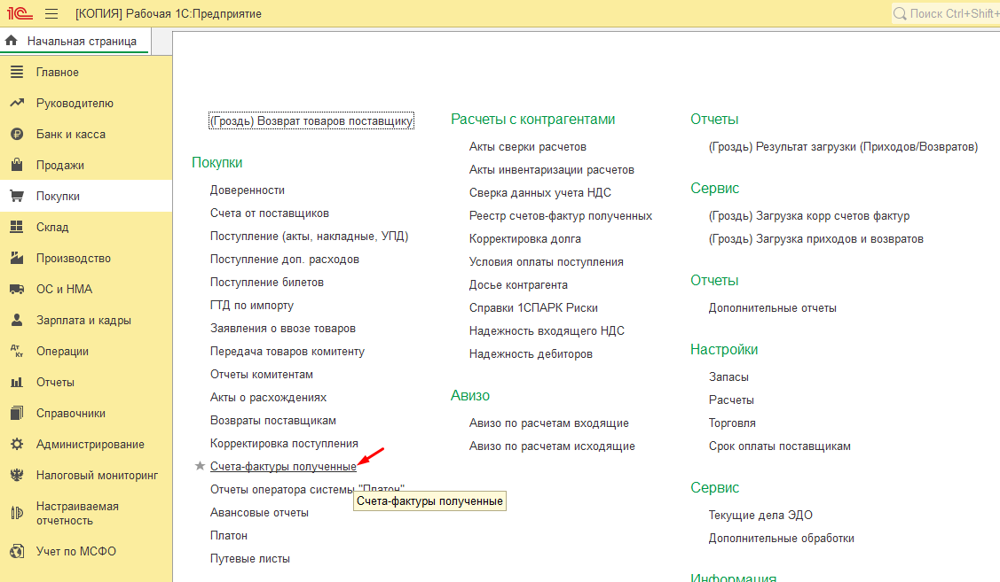 1С [КОПИЯ] Рабочая 1С:Предприятие
Поиск Ctrl+Shift+
Начальная страница
Главное
Руководителю
Банк и касса
Продажи
Покупки
Склад
Производство
ОС и НМА
Зарплата и кадры
Дт Кт Операции
Отчеты
Справочники
Администрирование
Налоговый мониторинг
Настраиваемая
отчетность
Учет по МСФО
(Гроздь) Возврат товаров поставщику
Покупки
Доверенности
Счета от поставщиков
Поступление (акты, накладные, УПД)
Поступление доп. расходов
Поступление билетов
ГТД по импорту
Заявления о ввозе товаров
Передача товаров комитенту
Отчеты комитентам
Акты о расхождениях
Возвраты поставщикам
Корректировка поступления
Счета-фактуры полученные
Отчеты оператора системы "Платон"
Счета-фактуры полученные
Авансовые отчеты
Платон
Путевые листы
Расчеты с контрагентами
Акты сверки расчетов
Акты инвентаризации расчетов
Сверка данных учета НДС
Реестр счетов-фактур полученных
Корректировка долга
Условия оплаты поступления
Досье контрагента
Справки 1СПАРК Риски
Надежность входящего НДС
Надежность дебиторов
Авизо
Авизо по расчетам входящие
Авизо по расчетам исходящие
Отчеты
(Гроздь) Результат загрузки (Приходов/Возвратов)
Сервис
(Гроздь) Загрузка корр счетов фактур
(Гроздь) Загрузка приходов и возвратов
Отчеты
Дополнительные отчеты
Настройки
Запасы
Расчеты
Торговля
Срок оплаты поставщикам
Сервис
Текущие дела ЭДО
Дополнительные обработки
Информация